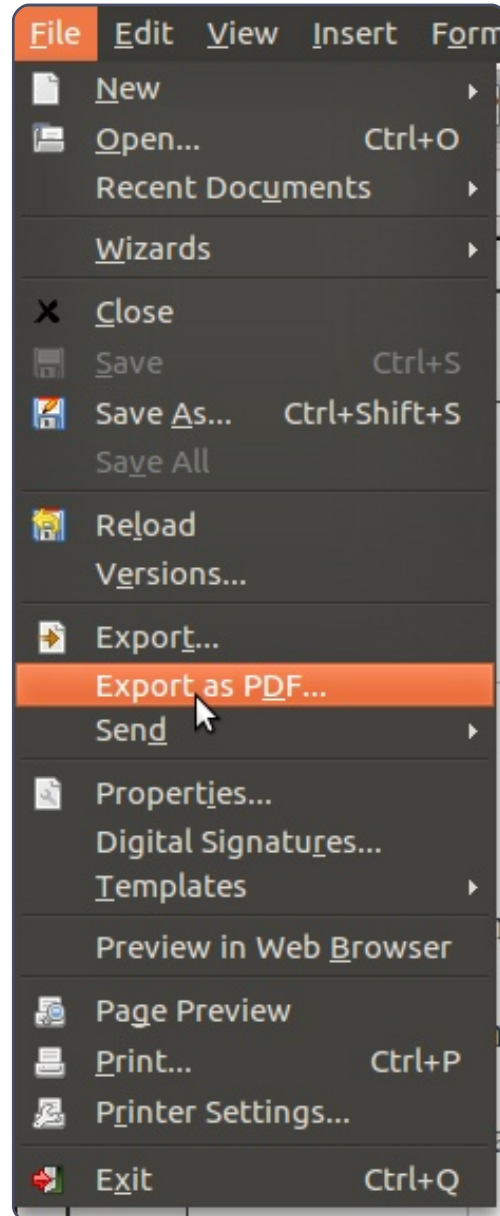 File Edit View Insert Form
New
Open... Ctrl+O
Recent Documents
Wizards
Close
Save Ctrl+S
Save As... Ctrl+Shift+S
Save All
Reload
Versions...
Export...
Export as PDF...
Send
Properties...
Digital Signatures...
Templates
Preview in Web Browser
Page Preview
Print... Ctrl+P
Printer Settings...
Exit Ctrl+Q